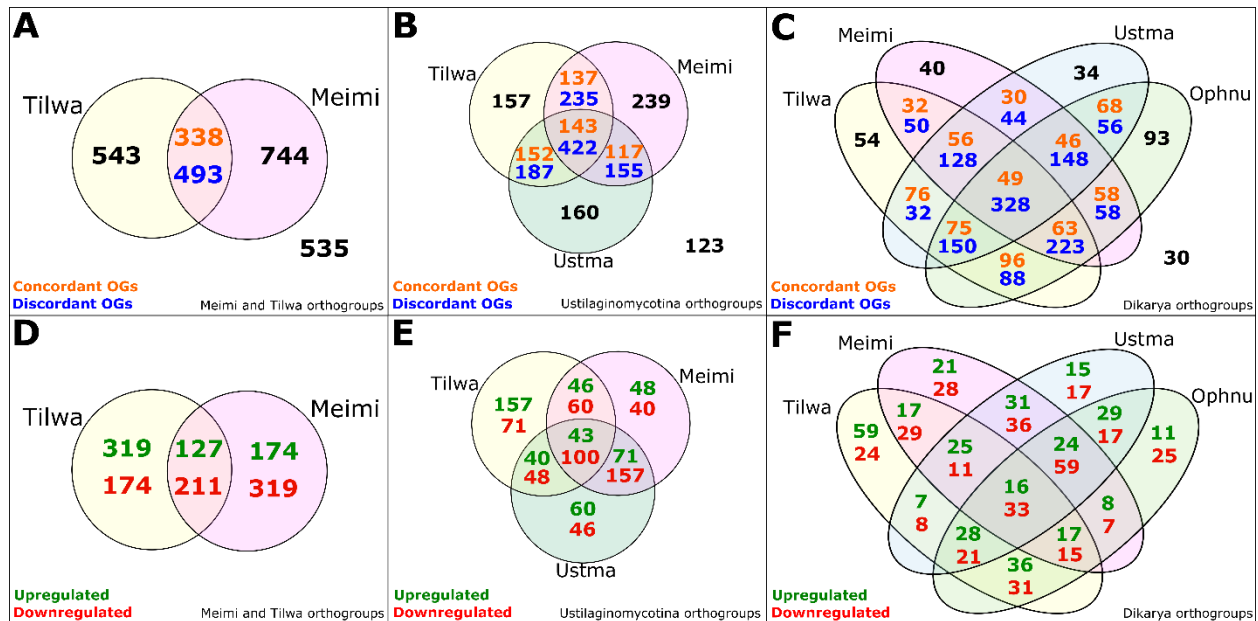 A
Tilwa
Meimi
543
338
493
744
535
Concordant OGs
Discordant OGs
Meimi and Tilwa orthogroups
B
Tilwa
Meimi
157
137
235
239
143
422
152
187
117
155
160
123
Ustma
Concordant OGs
Discordant OGs
Ustilaginomycotina orthogroups
C
Meimi
Ustma
Tilwa
Ophnu
40
34
32
50
30
44
68
56
54
93
56
128
46
148
49
328
76
32
58
58
75
150
63
223
96
88
30
Concordant OGs
Discordant OGs
Dikarya orthogroups
D
Tilwa
Meimi
319
174
127
211
174
319
Upregulated
Downregulated
Meimi and Tilwa orthogroups
E
Tilwa
Meimi
157
71
46
60
48
40
43
100
40
48
71
157
60
46
Ustma
Upregulated
Downregulated
Ustilaginomycotina orthogroups
F
Meimi
Ustma
Tilwa
Ophnu
21
28
15
17
17
29
31
36
29
17
59
24
11
25
25
11
24
59
16
33
7
8
8
7
28
21
17
15
36
31
Upregulated
Downregulated
Dikarya orthogroups